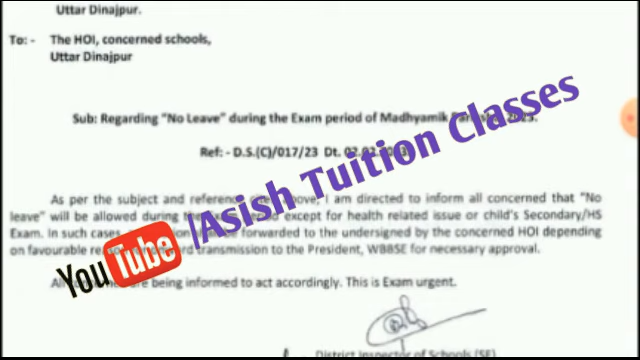 Uttar Dinajpur.
To:- The HOI, concerned schools,
Uttar Dinajpur
Sub: Regarding “No Leave” during the Exam period of Madhyamik 2023.
Ref: - D.S.(C)/017/23 Dt.
As per the subject and reference I am directed to inform all concerned that “No
leave” will be allowed during the except for health related issue or child's Secondary/HS
Exam. In such cases, forwarded to the undersigned by the concerned HOI depending
on favourable transmission to the President, WBBSE for necessary approval.
All are being informed to act accordingly. This is Exam urgent.
District Inspector of Schools (SE)
YouTube/Asish Tuition Classes